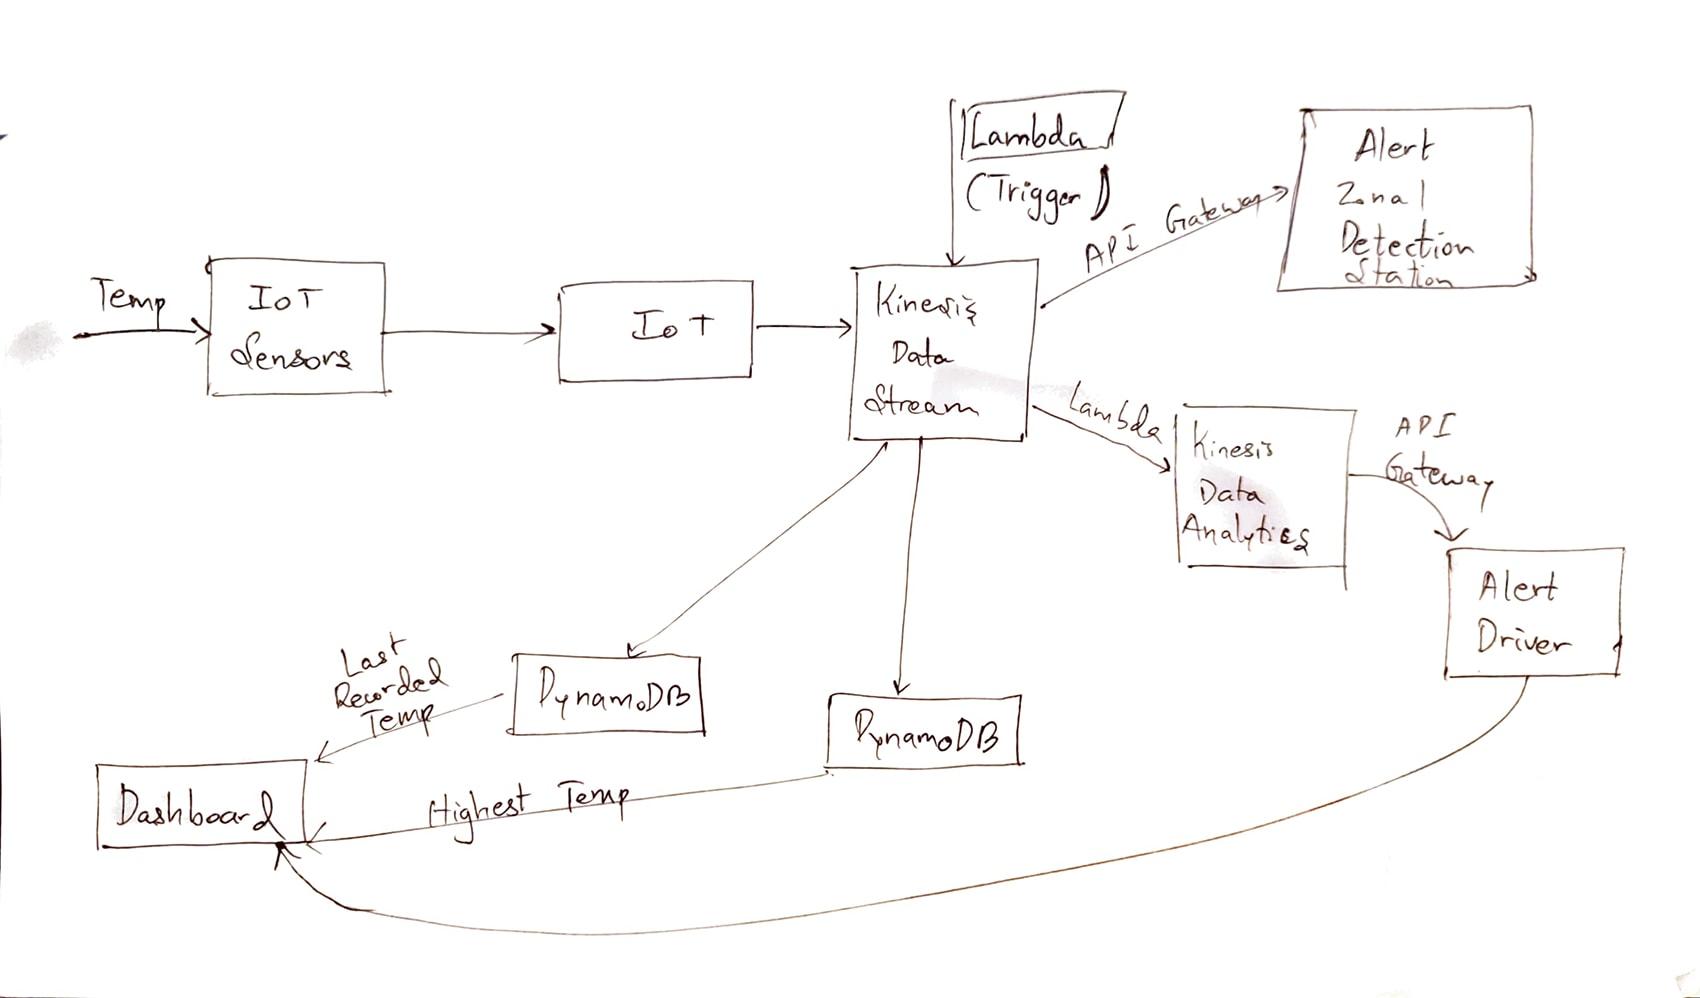 Lambda
(Trigger)
API Gateway
Alert
Zonal
Detection
Station
Temp
IoT
Sensors
IoT
Kinesis
Data
Stream
Lambda
Kinesis
Data
Analytics
API
Gateway
Alert
Driver
Last
Recorded
Temp
DynamoDB
DynamoDB
Dashboard
Highest Temp